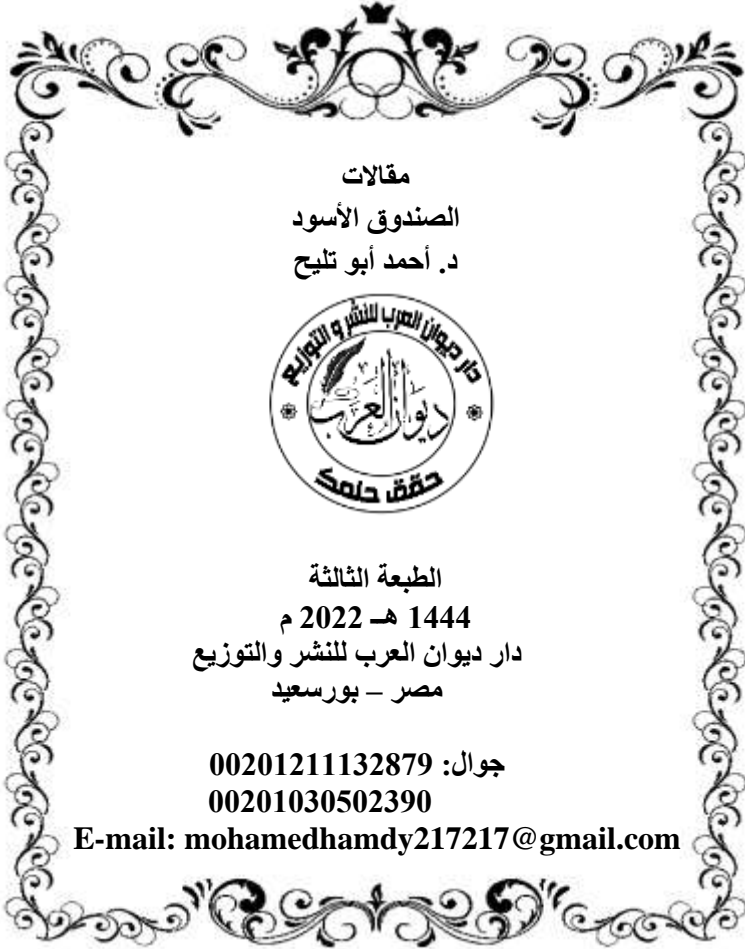 مقالات
الصندوق الأسود
د. أحمد أبو تليح
دار ديوان العرب للنشر و التوزيع
ديوان العرب
حقق حلمك
الطبعة الثالثة
1444 هـ 2022 م
دار ديوان العرب للنشر والتوزيع
مصر – بورسعيد
جوال: 00201211132879
00201030502390
E-mail: mohamedhamdy217217@gmail.com